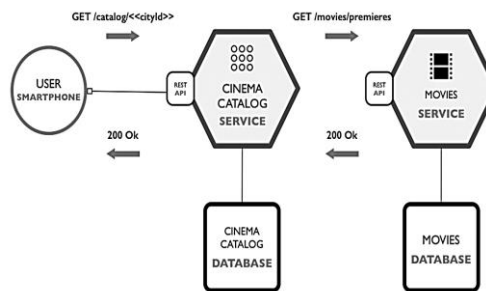 GET /catalog/<<cityId>>
GET /movies/premieres
USER
SMARTPHONE
REST
API
CINEMA
CATALOG
SERVICE
REST
API
MOVIES
SERVICE
200 Ok
200 Ok
CINEMA
CATALOG
DATABASE
MOVIES
DATABASE